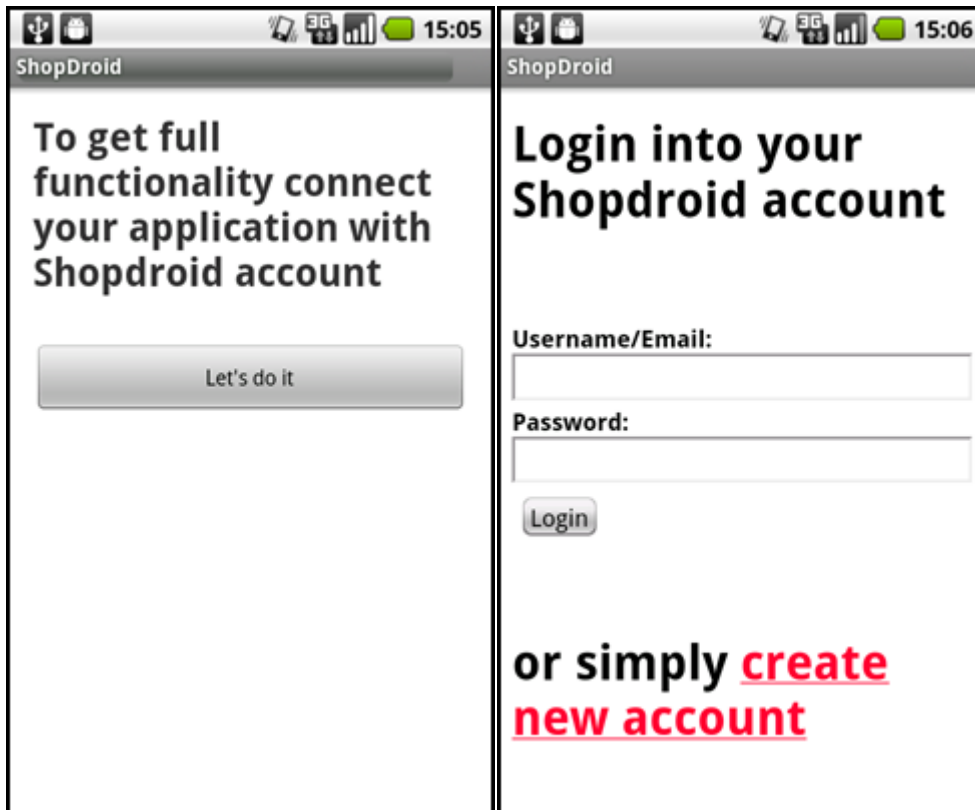 15:05
ShopDroid
To get full
functionality connect
your application with
Shopdroid account
Let's do it
3G
15:06
ShopDroid
Login into your
Shopdroid account
Username/Email:
Password:
Login
or simply create
new account